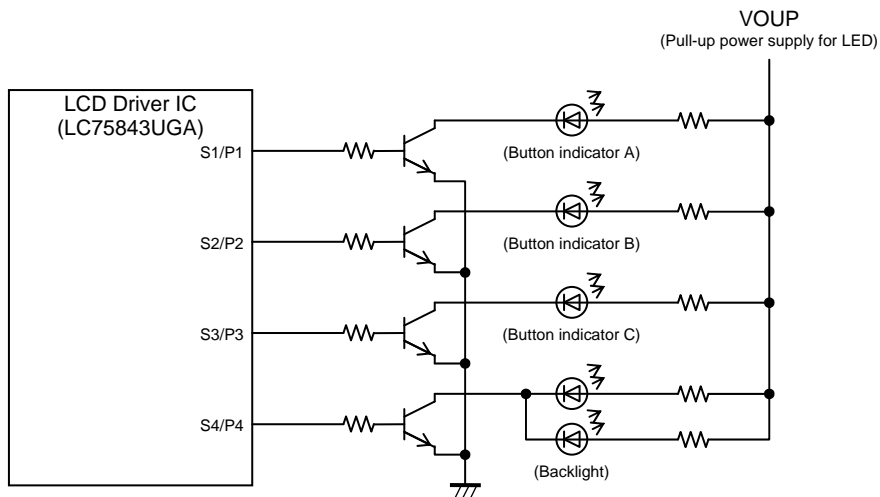 VOUP
(Pull-up power supply for LED)
LCD Driver IC
(LC75843UGA)
S1/P1
(Button indicator A)
S2/P2
(Button indicator B)
S3/P3
(Button indicator C)
S4/P4
(Backlight)